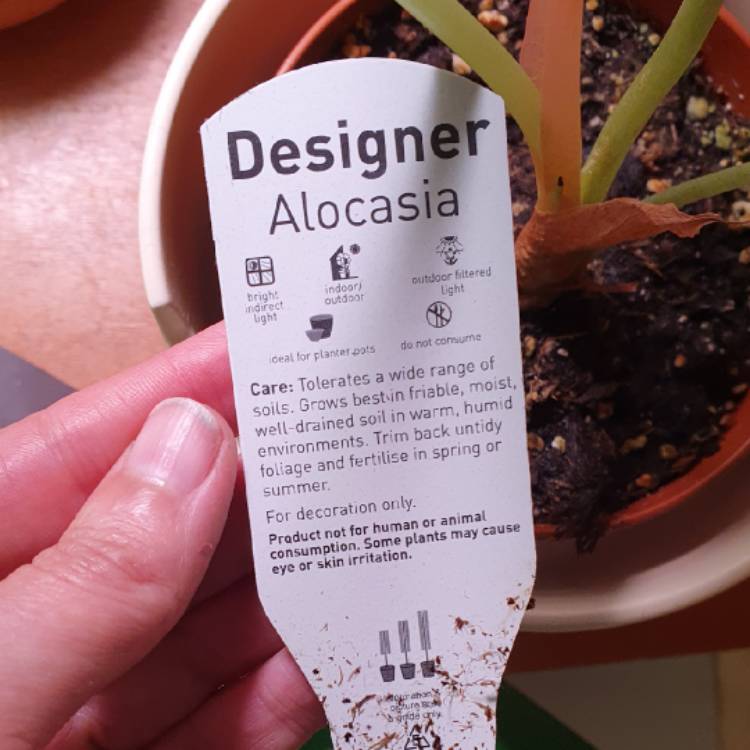 Designer
Alocasia
bright
indirect
light
indoor/
outdoor
outdoor filtered
light
ideal for planter pots
do not consume
Care: Tolerates a wide range of
soils. Grows best in friable, moist,
well-drained soil in warm, humid
environments. Trim back untidy
foliage and fertilise in spring or
summer.
For decoration only.
Product not for human or animal
consumption. Some plants may cause
eye or skin irritation.
a guide only